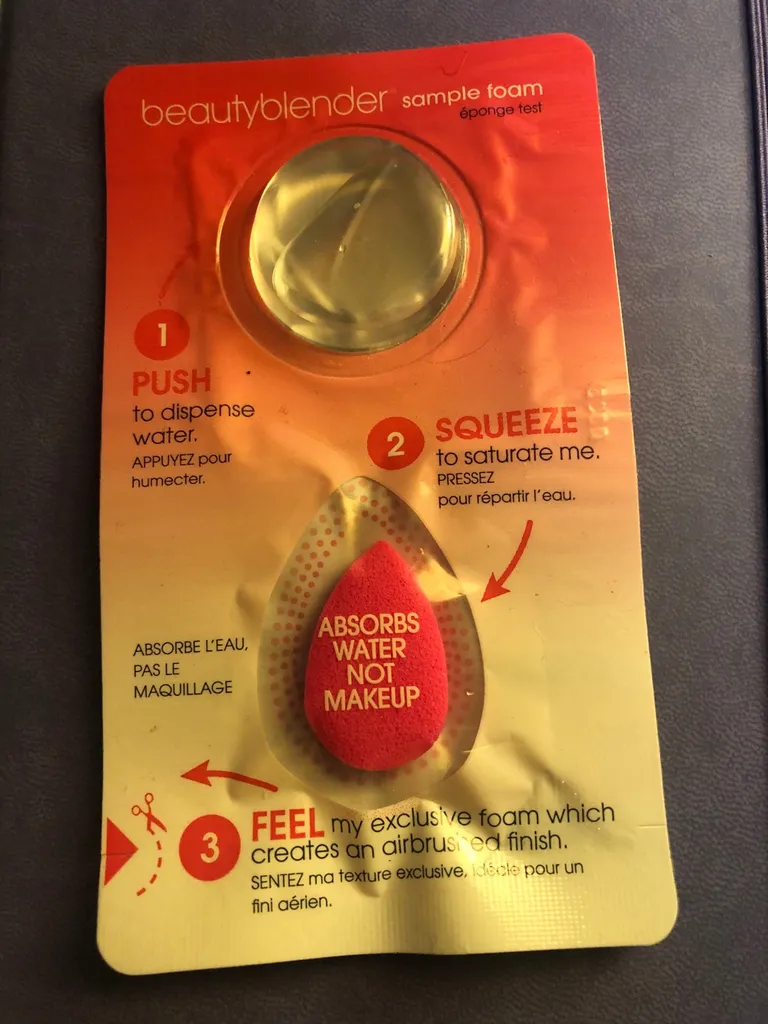 beautyblender sample foam
éponge test
1
PUSH
to dispense
water.
APPUYEZ pour
humecter.
2
SQUEEZE
to saturate me.
PRESSEZ
pour répartir l'eau.
ABSORBS
WATER
NOT
MAKEUP
ABSORBE L'EAU,
PAS LE
MAQUILLAGE
3
FEEL my exclusive foam which
creates an airbrushed finish.
SENTEZ ma texture exclusive, idéale pour un
fini aérien.